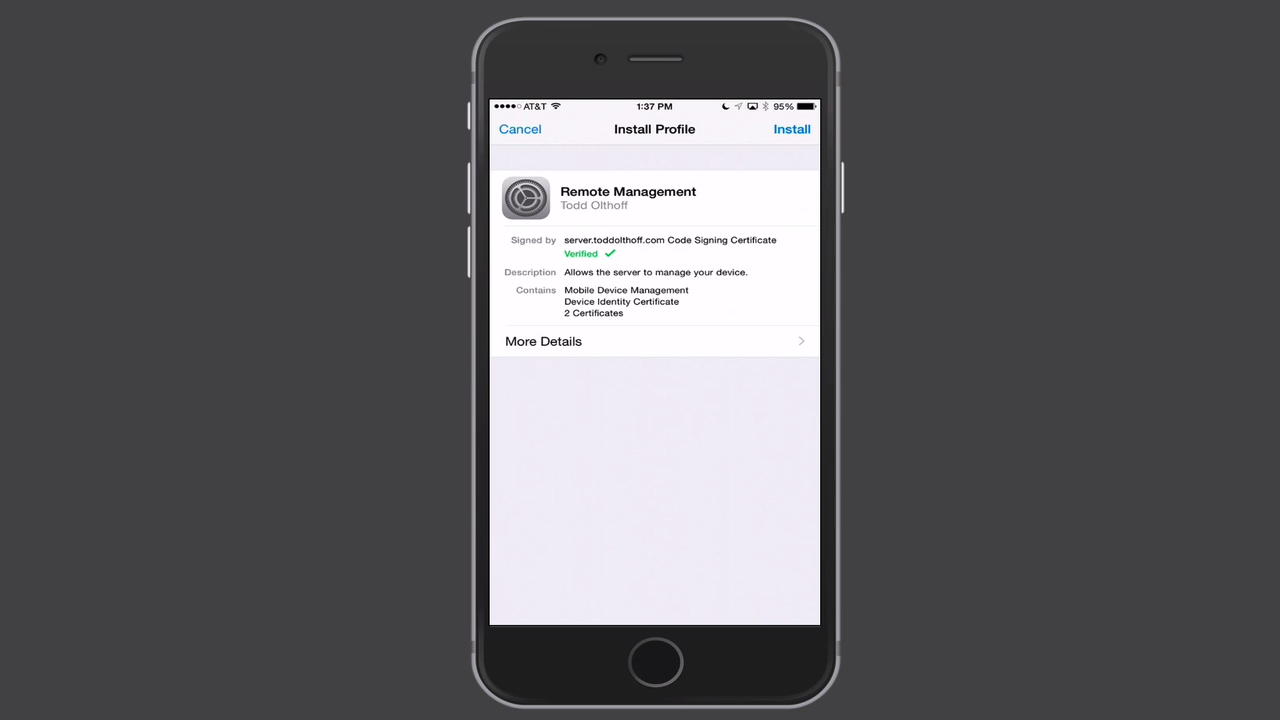 AT&T 1:37 PM 95%
Cancel Install Profile Install
Remote Management
Todd Olthoff
Signed by server.toddolthoff.com Code Signing Certificate
Verified
Description Allows the server to manage your device.
Contains Mobile Device Management
Device Identity Certificate
2 Certificates
More Details